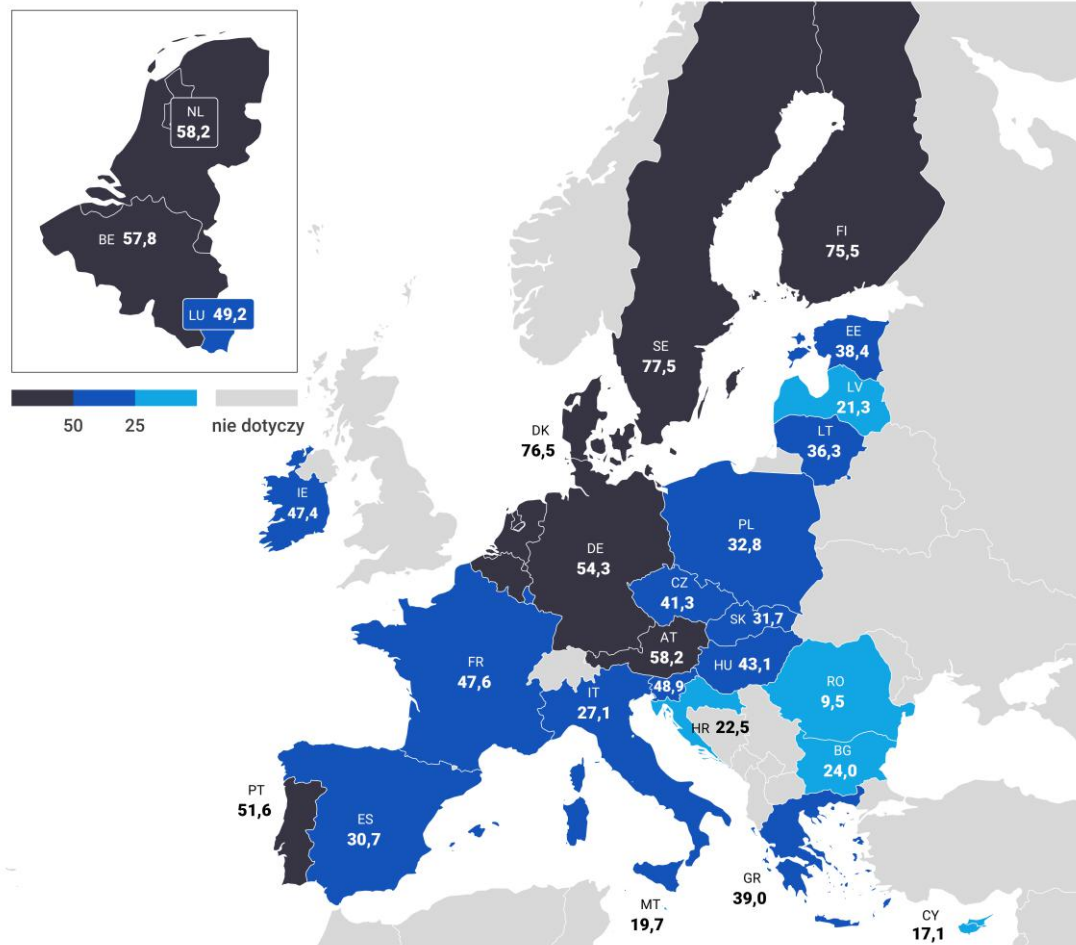 NL
58,2
BE 57,8
LU 49,2
50 25 nie dotyczy
FI
75,5
SE
77,5
EE
38,4
LV
21,3
LT
36,3
DK
76,5
IE
47,4
PL
32,8
DE
54,3
CZ
41,3
SK 31,7
AT
58,2
HU 43,1
FR
47,6
48,9
IT
27,1
RO
9,5
HR 22,5
BG
24,0
PT
51,6
ES
30,7
GR
39,0
MT
19,7
CY
17,1